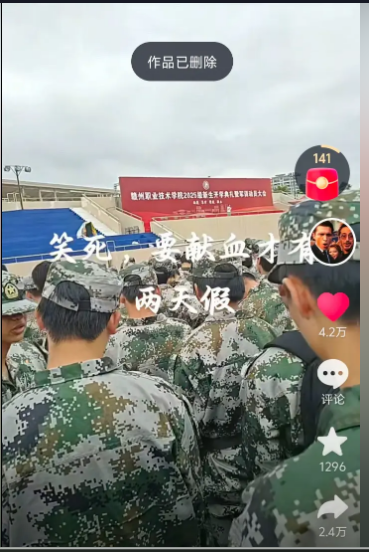 作品已删除
141
赣州职业技术学院2025级新生开学典礼暨军训动员大会
笑死，要献血才有
两天假
4.2万
评论
1296
2.4万